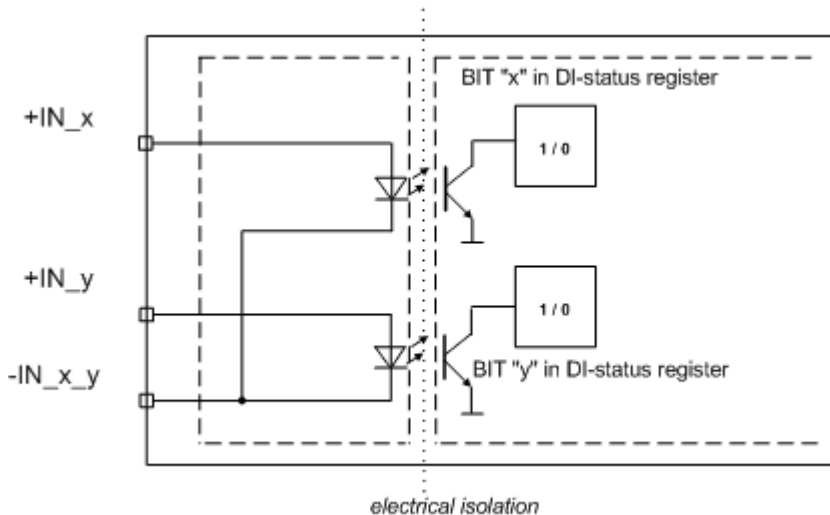 BIT "x" in DI-status register
+IN_x
1 / 0
+IN_y
1 / 0
-IN_x_y
BIT "y" in DI-status register
electrical isolation